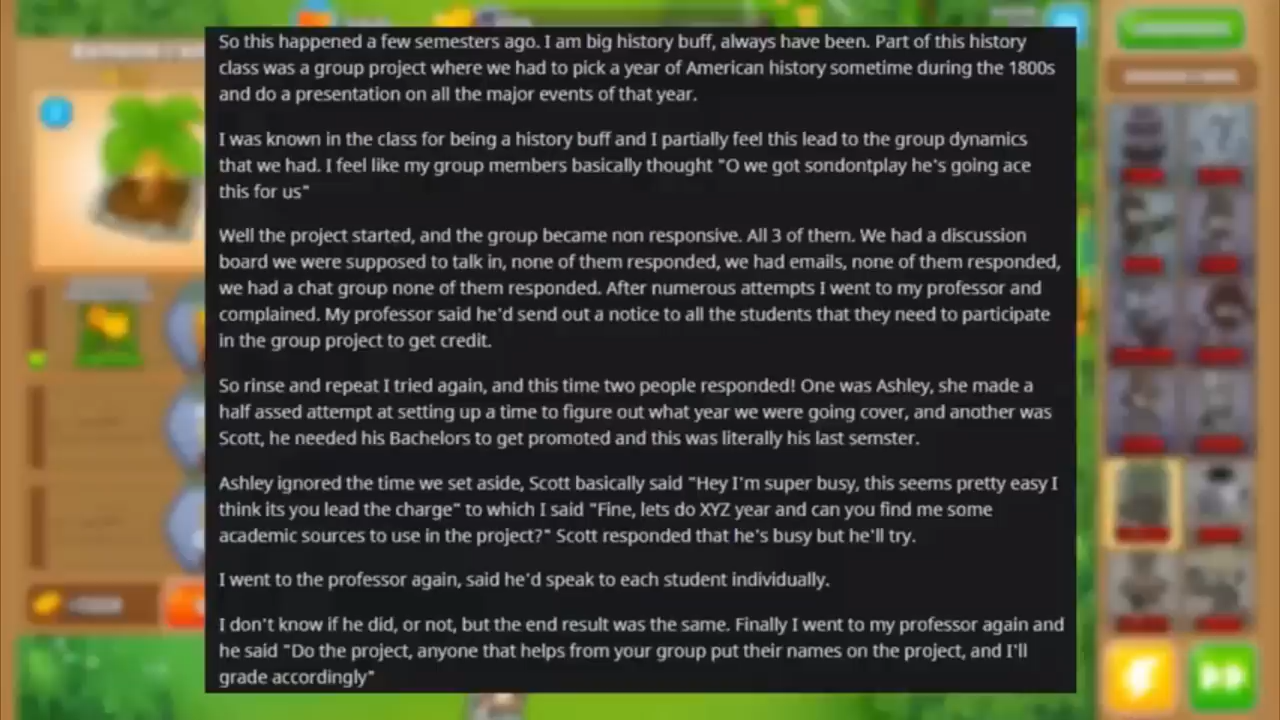 So this happened a few semesters ago. I am big history buff, always have been. Part of this history
class was a group project where we had to pick a year of American history sometime during the 1800s
and do a presentation on all the major events of that year.
I was known in the class for being a history buff and I partially feel this lead to the group dynamics
that we had. I feel like my group members basically thought "O we got sondontplay he's going ace
this for us"
Well the project started, and the group became non responsive. All 3 of them. We had a discussion
board we were supposed to talk in, none of them responded, we had emails, none of them responded,
we had a chat group none of them responded. After numerous attempts I went to my professor and
complained. My professor said he'd send out a notice to all the students that they need to participate
in the group project to get credit.
So rinse and repeat I tried again, and this time two people responded! One was Ashley, she made a
half assed attempt at setting up a time to figure out what year we were going cover, and another was
Scott, he needed his Bachelors to get promoted and this was literally his last semster.
Ashley ignored the time we set aside, Scott basically said "Hey I'm super busy, this seems pretty easy I
think its you lead the charge" to which I said "Fine, lets do XYZ year and can you find me some
academic sources to use in the project?" Scott responded that he's busy but he'll try.
I went to the professor again, said he'd speak to each student individually.
I don't know if he did, or not, but the end result was the same. Finally I went to my professor again and
he said "Do the project, anyone that helps from your group put their names on the project, and I'll
grade accordingly"